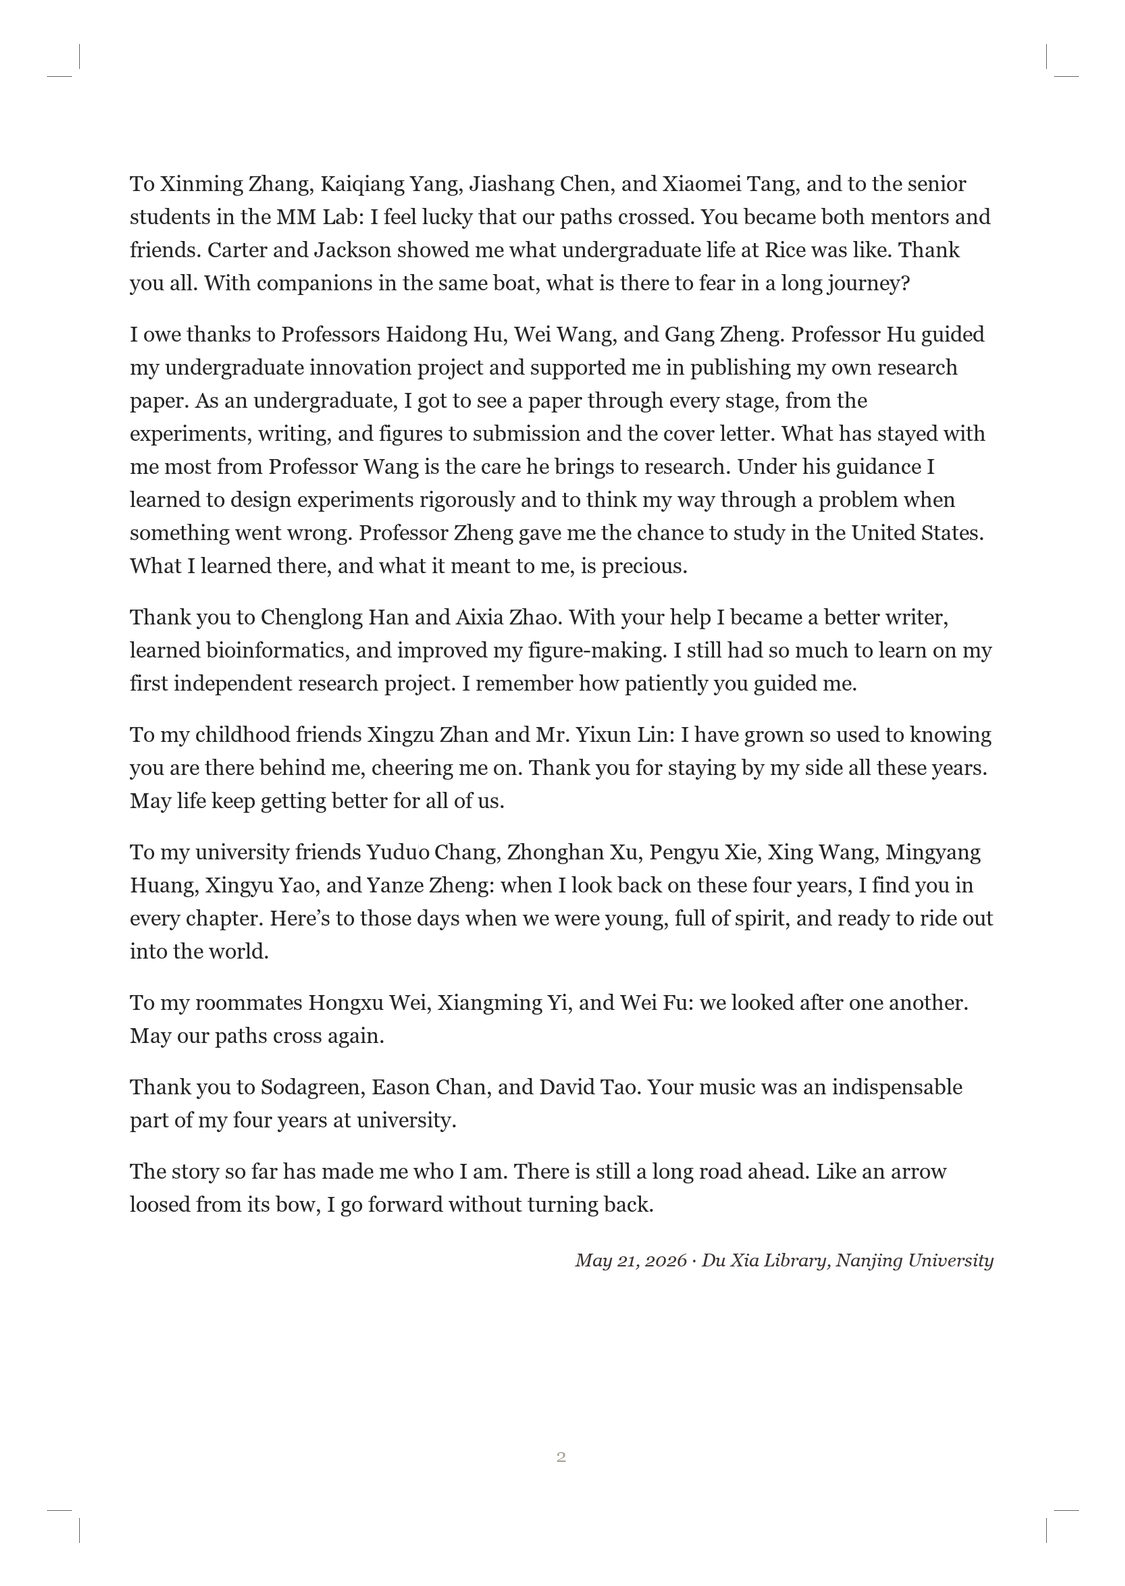 To Xinming Zhang, Kaiqiang Yang, Jiashang Chen, and Xiaomei Tang, and to the senior
students in the MM Lab: I feel lucky that our paths crossed. You became both mentors and
friends. Carter and Jackson showed me what undergraduate life at Rice was like. Thank
you all. With companions in the same boat, what is there to fear in a long journey?
I owe thanks to Professors Haidong Hu, Wei Wang, and Gang Zheng. Professor Hu guided
my undergraduate innovation project and supported me in publishing my own research
paper. As an undergraduate, I got to see a paper through every stage, from the
experiments, writing, and figures to submission and the cover letter. What has stayed with
me most from Professor Wang is the care he brings to research. Under his guidance I
learned to design experiments rigorously and to think my way through a problem when
something went wrong. Professor Zheng gave me the chance to study in the United States.
What I learned there, and what it meant to me, is precious.
Thank you to Chenglong Han and Aixia Zhao. With your help I became a better writer,
learned bioinformatics, and improved my figure-making. I still had so much to learn on my
first independent research project. I remember how patiently you guided me.
To my childhood friends Xingzu Zhan and Mr. Yixun Lin: I have grown so used to knowing
you are there behind me, cheering me on. Thank you for staying by my side all these years.
May life keep getting better for all of us.
To my university friends Yuduo Chang, Zhonghan Xu, Pengyu Xie, Xing Wang, Mingyang
Huang, Xingyu Yao, and Yanze Zheng: when I look back on these four years, I find you in
every chapter. Here’s to those days when we were young, full of spirit, and ready to ride out
into the world.
To my roommates Hongxu Wei, Xiangming Yi, and Wei Fu: we looked after one another.
May our paths cross again.
Thank you to Sodagreen, Eason Chan, and David Tao. Your music was an indispensable
part of my four years at university.
The story so far has made me who I am. There is still a long road ahead. Like an arrow
loosed from its bow, I go forward without turning back.
May 21, 2026 · Du Xia Library, Nanjing University
2